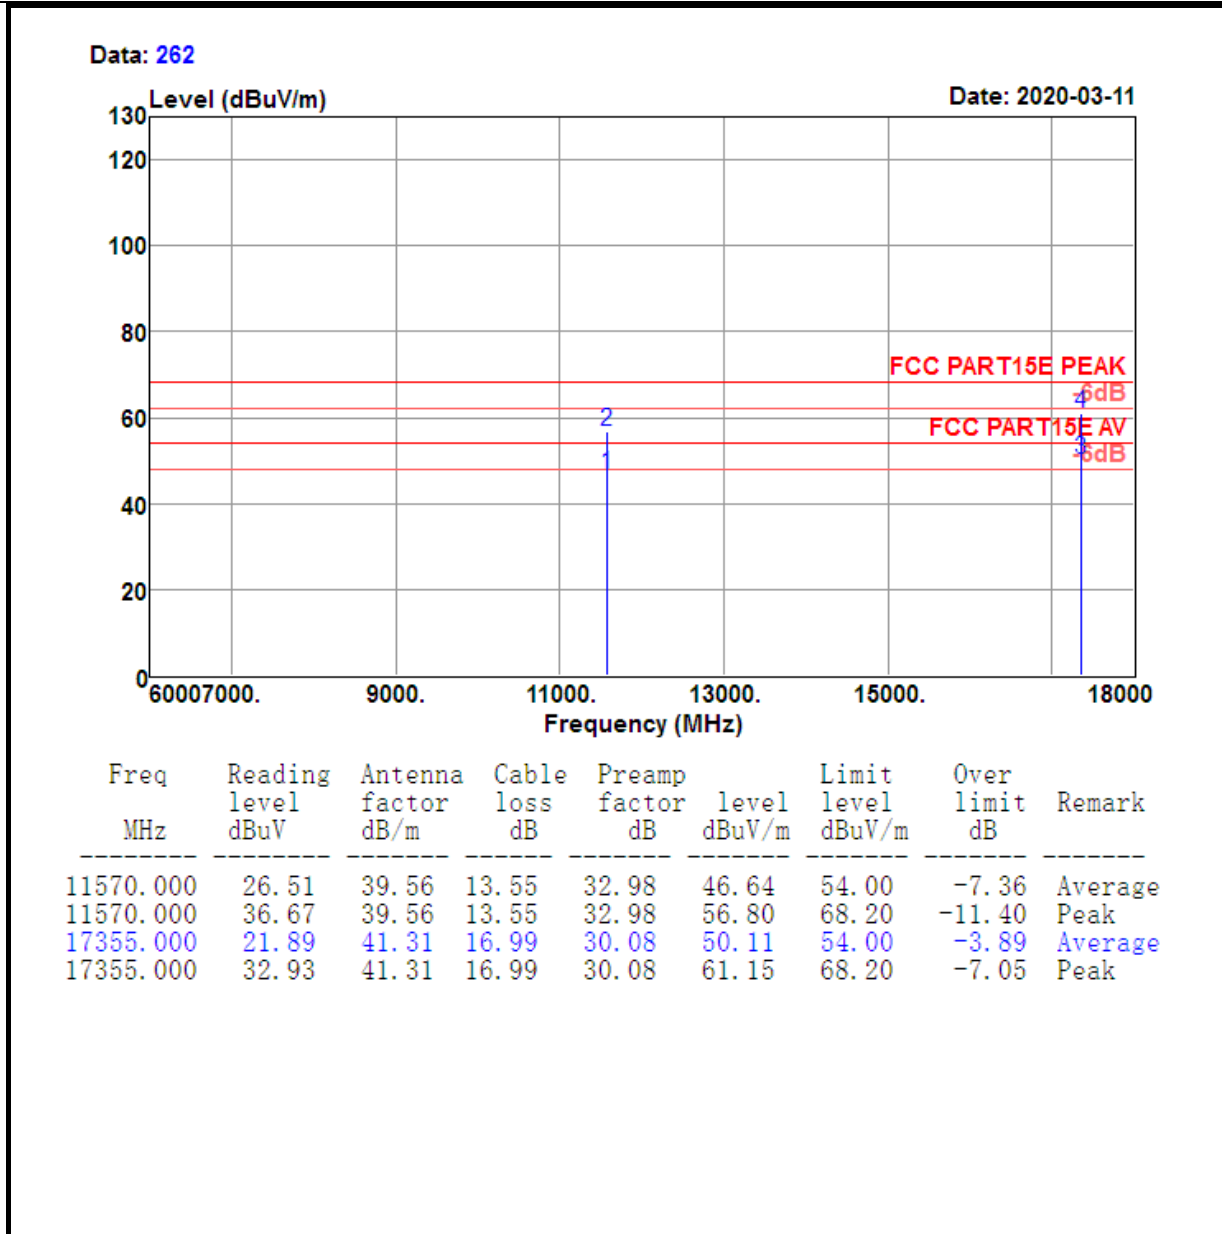 Data: 262
Level (dBuV/m) Date: 2020-03-11
130
120
100
80
FCC PART15E PEAK
-6dB
4
60
2
FCC PART15E AV
3
-6dB
1
40
20
0
6000 7000. 9000. 11000. 13000. 15000. 18000
Frequency (MHz)
Freq Reading Antenna Cable Preamp Limit Over
level factor loss factor level level limit Remark
MHz dBuV dB/m dB dB dBuV/m dBuV/m dB
-------- -------- ------- ------ ------- ------- ------- ------- -------
11570.000 26.51 39.56 13.55 32.98 46.64 54.00 -7.36 Average
11570.000 36.67 39.56 13.55 32.98 56.80 68.20 -11.40 Peak
17355.000 21.89 41.31 16.99 30.08 50.11 54.00 -3.89 Average
17355.000 32.93 41.31 16.99 30.08 61.15 68.20 -7.05 Peak